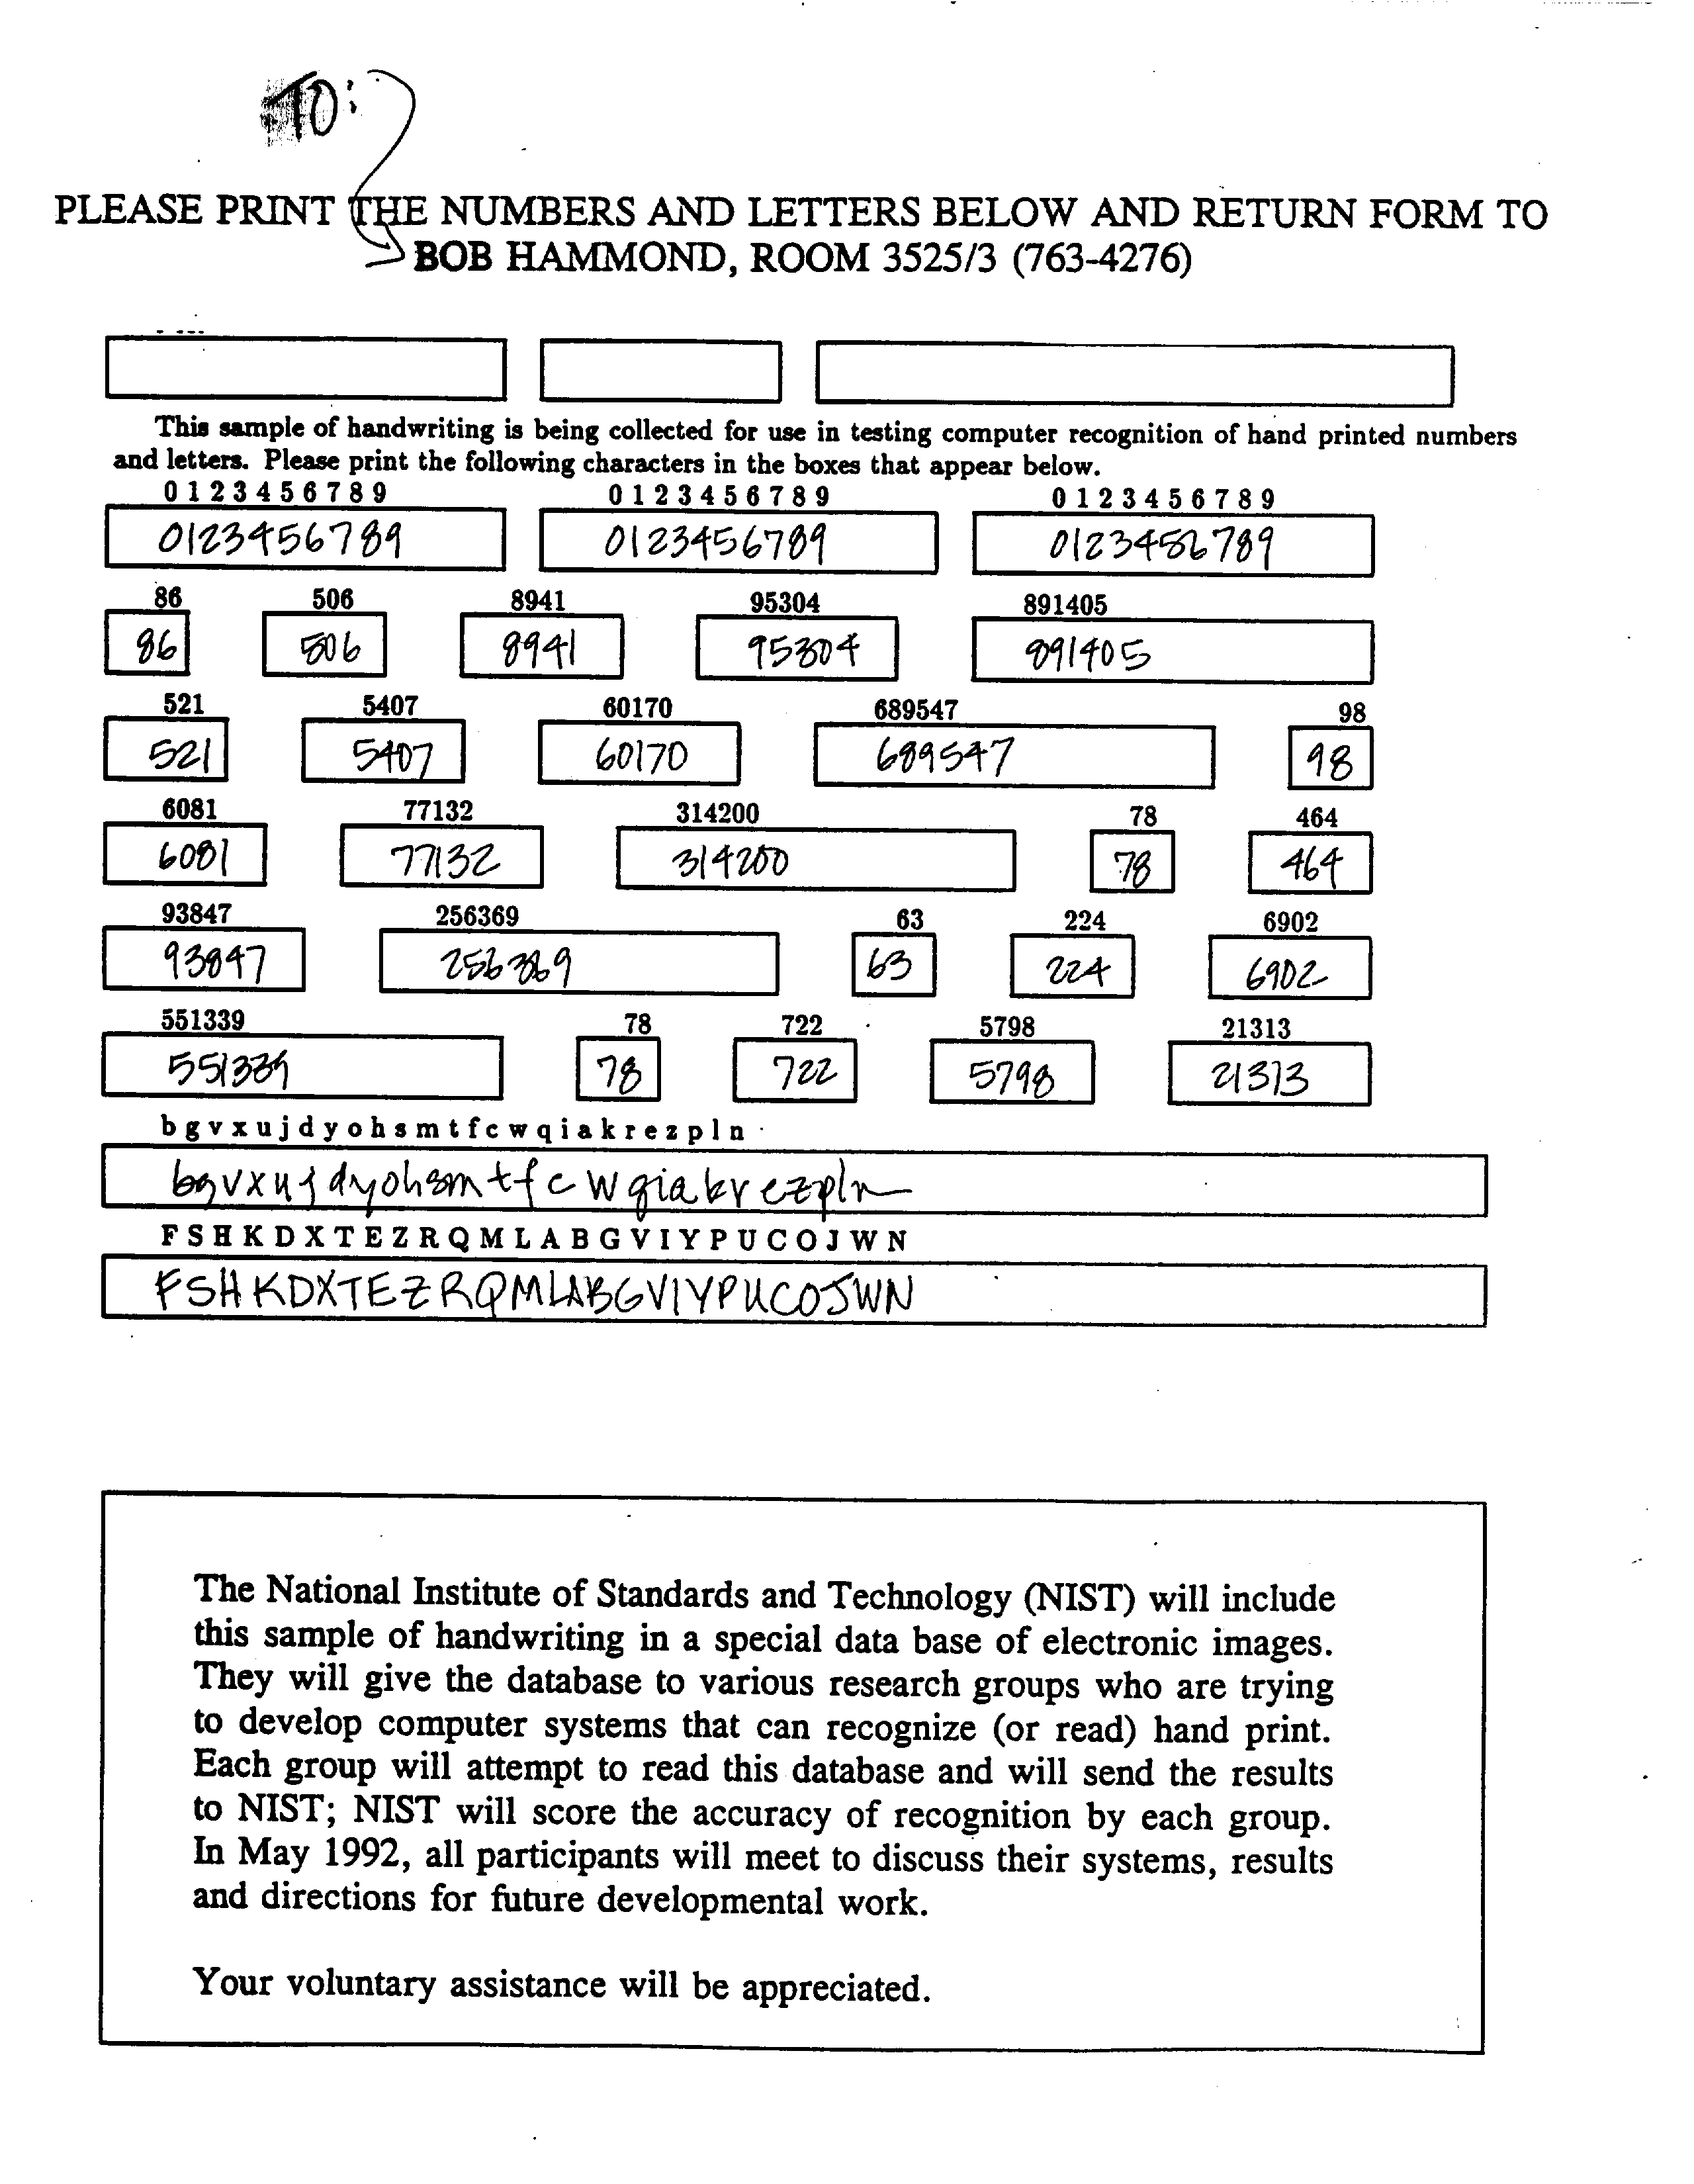 TO:
PLEASE PRINT THE NUMBERS AND LETTERS BELOW AND RETURN FORM TO
BOB HAMMOND, ROOM 3525/3 (763-4276)
This sample of handwriting is being collected for use in testing computer recognition of hand printed numbers
and letters. Please print the following characters in the boxes that appear below.
0 1 2 3 4 5 6 7 8 9 0 1 2 3 4 5 6 7 8 9 0 1 2 3 4 5 6 7 8 9
0123456789 0123456789 0123456789
86 506 8941 95304 891405
86 506 8941 95304 891405
521 5407 60170 689547 98
521 5407 60170 689547 98
6081 77132 314200 78 464
6081 77132 314200 78 464
93847 256369 63 224 6902
93847 256369 63 224 6902
551339 78 722 5798 21313
551339 78 722 5798 21313
b g v x u j d y o h s m t f c w q i a k r e z p l n
bgvxujdyohsmtfcwqiakrezpln
F S H K D X T E Z R Q M L A B G V I Y P U C O J W N
FSHKDXTEZRQMLABGVIYPUCOJWN
The National Institute of Standards and Technology (NIST) will include
this sample of handwriting in a special data base of electronic images.
They will give the database to various research groups who are trying
to develop computer systems that can recognize (or read) hand print.
Each group will attempt to read this database and will send the results
to NIST; NIST will score the accuracy of recognition by each group.
In May 1992, all participants will meet to discuss their systems, results
and directions for future developmental work.
Your voluntary assistance will be appreciated.